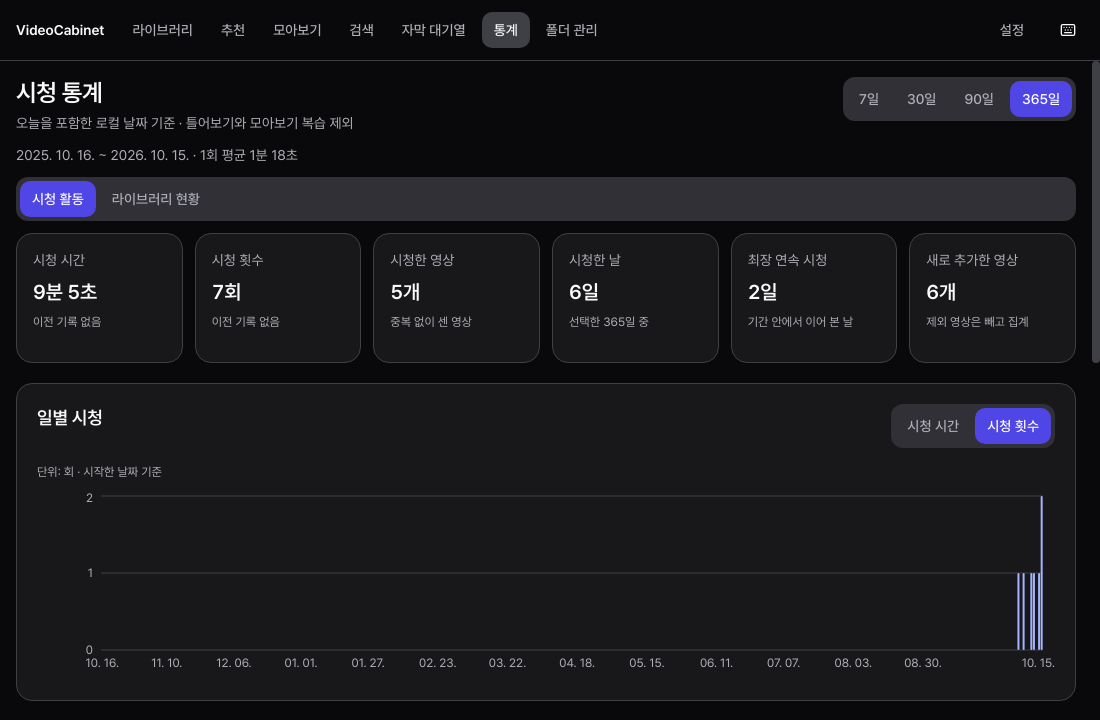 VideoCabinet 라이브러리 추천 모아보기 검색 자막 대기열 통계 폴더 관리 설정
시청 통계
7일 30일 90일 365일
오늘을 포함한 로컬 날짜 기준 · 틀어보기와 모아보기 복습 제외
2025. 10. 16. ~ 2026. 10. 15. · 1회 평균 1분 18초
시청 활동 라이브러리 현황
시청 시간
9분 5초
이전 기록 없음
시청 횟수
7회
이전 기록 없음
시청한 영상
5개
중복 없이 센 영상
시청한 날
6일
선택한 365일 중
최장 연속 시청
2일
기간 안에서 이어 본 날
새로 추가한 영상
6개
제외 영상은 빼고 집계
일별 시청
시청 시간 시청 횟수
단위: 회 · 시작한 날짜 기준
2
1
0
10. 16. 11. 10. 12. 06. 01. 01. 01. 27. 02. 23. 03. 22. 04. 18. 05. 15. 06. 11. 07. 07. 08. 03. 08. 30. 10. 15.